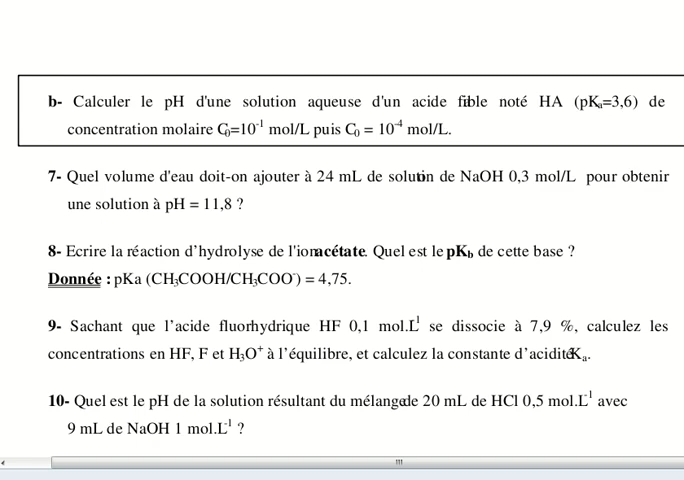 b- Calculer le pH d'une solution aqueuse d'un acide faible noté HA (pKₐ=3,6) de
concentration molaire C₀=10⁻¹ mol/L puis C₀ = 10⁻⁴ mol/L.
7- Quel volume d'eau doit-on ajouter à 24 mL de solution de NaOH 0,3 mol/L pour obtenir
une solution à pH = 11,8 ?
8- Ecrire la réaction d'hydrolyse de l'ion acétate. Quel est le pKb de cette base ?
Donnée : pKa (CH₃COOH/CH₃COO⁻) = 4,75.
9- Sachant que l'acide fluorhydrique HF 0,1 mol.L⁻¹ se dissocie à 7,9 %, calculez les
concentrations en HF, F⁻ et H₃O⁺ à l'équilibre, et calculez la constante d'acidité Kₐ.
10- Quel est le pH de la solution résultant du mélange de 20 mL de HCl 0,5 mol.L⁻¹ avec
9 mL de NaOH 1 mol.L⁻¹ ?